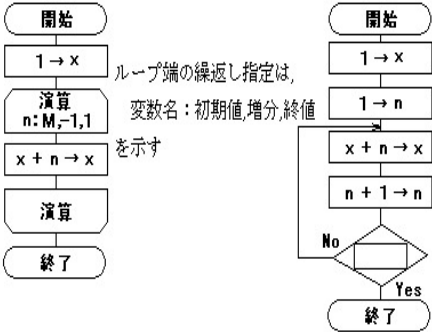 開始
1→x
演算
n:M,-1,1
x + n→x
演算
終了
ループ端の繰返し指定は,
変数名：初期値,増分,終値
を示す
開始
1→x
1→n
x + n→x
n + 1→n
No
Yes
終了